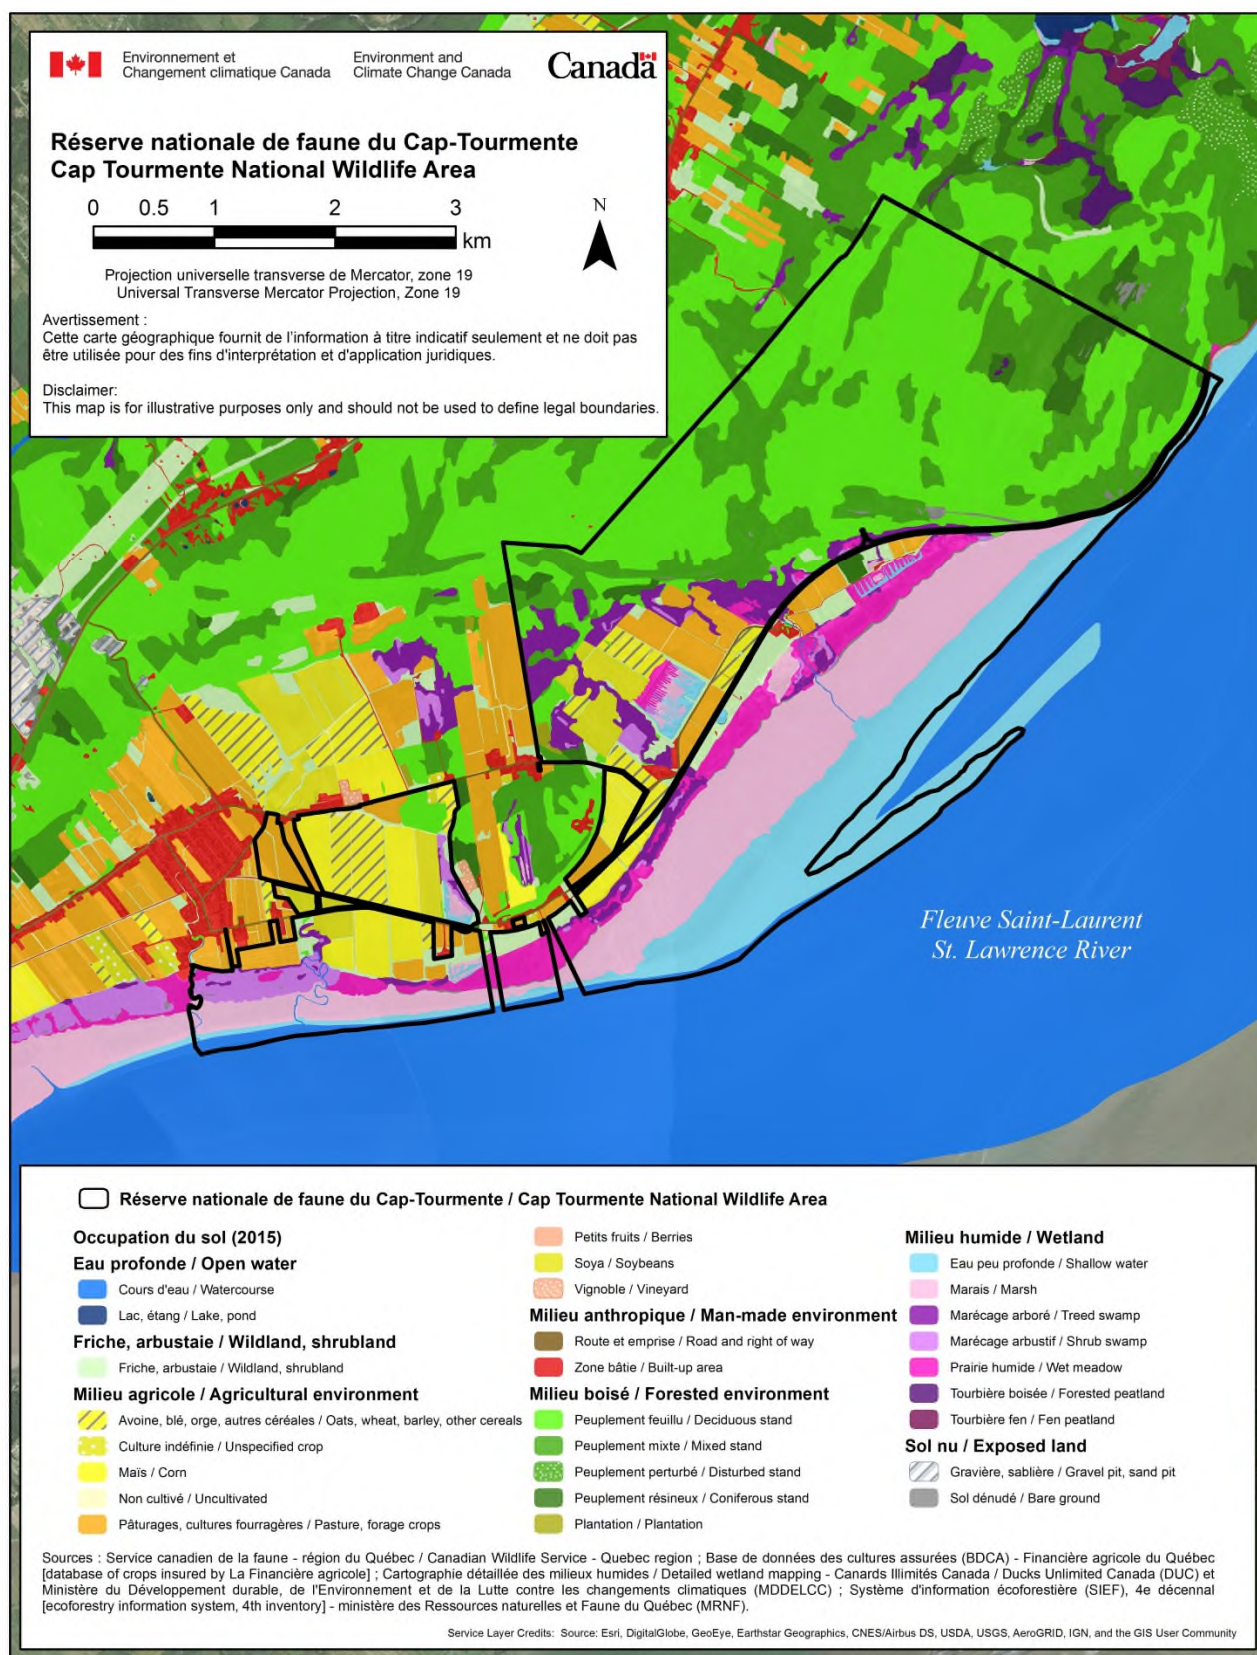 Environnement et
Changement climatique Canada
Environment and
Climate Change Canada
Canada
Réserve nationale de faune du Cap-Tourmente
Cap Tourmente National Wildlife Area
0 0.5 1 2 3
km
N
Projection universelle transverse de Mercator, zone 19
Universal Transverse Mercator Projection, Zone 19
Avertissement :
Cette carte géographique fournit de l'information à titre indicatif seulement et ne doit pas
être utilisée pour des fins d'interprétation et d'application juridiques.
Disclaimer:
This map is for illustrative purposes only and should not be used to define legal boundaries.
Fleuve Saint-Laurent
St. Lawrence River
Réserve nationale de faune du Cap-Tourmente / Cap Tourmente National Wildlife Area
Occupation du sol (2015)
Eau profonde / Open water
Cours d'eau / Watercourse
Lac, étang / Lake, pond
Friche, arbustaie / Wildland, shrubland
Friche, arbustaie / Wildland, shrubland
Milieu agricole / Agricultural environment
Avoine, blé, orge, autres céréales / Oats, wheat, barley, other cereals
Culture indéfinie / Unspecified crop
Maïs / Corn
Non cultivé / Uncultivated
Pâturages, cultures fourragères / Pasture, forage crops
Petits fruits / Berries
Soya / Soybeans
Vignoble / Vineyard
Milieu anthropique / Man-made environment
Route et emprise / Road and right of way
Zone bâtie / Built-up area
Milieu boisé / Forested environment
Peuplement feuillu / Deciduous stand
Peuplement mixte / Mixed stand
Peuplement perturbé / Disturbed stand
Peuplement résineux / Coniferous stand
Plantation / Plantation
Milieu humide / Wetland
Eau peu profonde / Shallow water
Marais / Marsh
Marécage arboré / Treed swamp
Marécage arbustif / Shrub swamp
Prairie humide / Wet meadow
Tourbière boisée / Forested peatland
Tourbière fen / Fen peatland
Sol nu / Exposed land
Gravière, sablière / Gravel pit, sand pit
Sol dénudé / Bare ground
Sources : Service canadien de la faune - région du Québec / Canadian Wildlife Service - Quebec region ; Base de données des cultures assurées (BDCA) - Financière agricole du Québec
[database of crops insured by La Financière agricole] ; Cartographie détaillée des milieux humides / Detailed wetland mapping - Canards Illimités Canada / Ducks Unlimited Canada (DUC) et
Ministère du Développement durable, de l'Environnement et de la Lutte contre les changements climatiques (MDDELCC) ; Système d'information écoforestière (SIEF), 4e décennal
[ecoforestry information system, 4th inventory] - ministère des Ressources naturelles et Faune du Québec (MRNF).
Service Layer Credits: Source: Esri, DigitalGlobe, GeoEye, Earthstar Geographics, CNES/Airbus DS, USDA, USGS, AeroGRID, IGN, and the GIS User Community